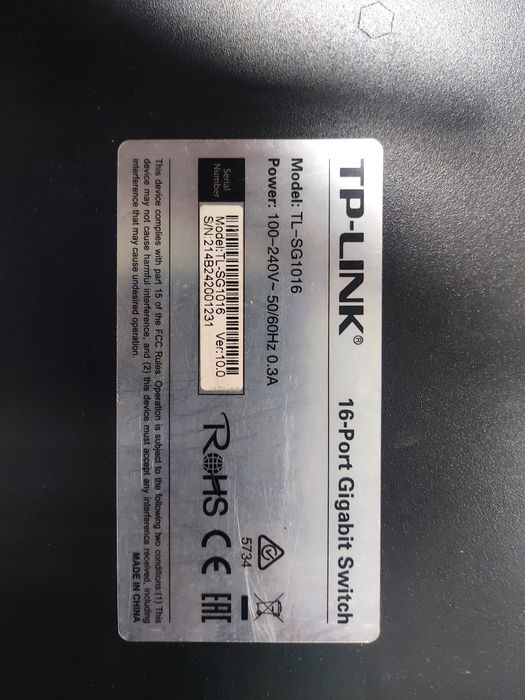 TP-LINK® 16-Port Gigabit Switch
Model: TL-SG1016
Power: 100-240V~ 50/60Hz 0.3A
Serial
Number
Model:TL-SG1016 Ver:10.0
S/N:214B242001231
RoHS CE EAC
5734
This device complies with part 15 of the FCC Rules. Operation is subject to the following two conditions:(1) This
device may not cause harmful interference, and (2) this device must accept any interference received, including
interference that may cause undesired operation.
MADE IN CHINA